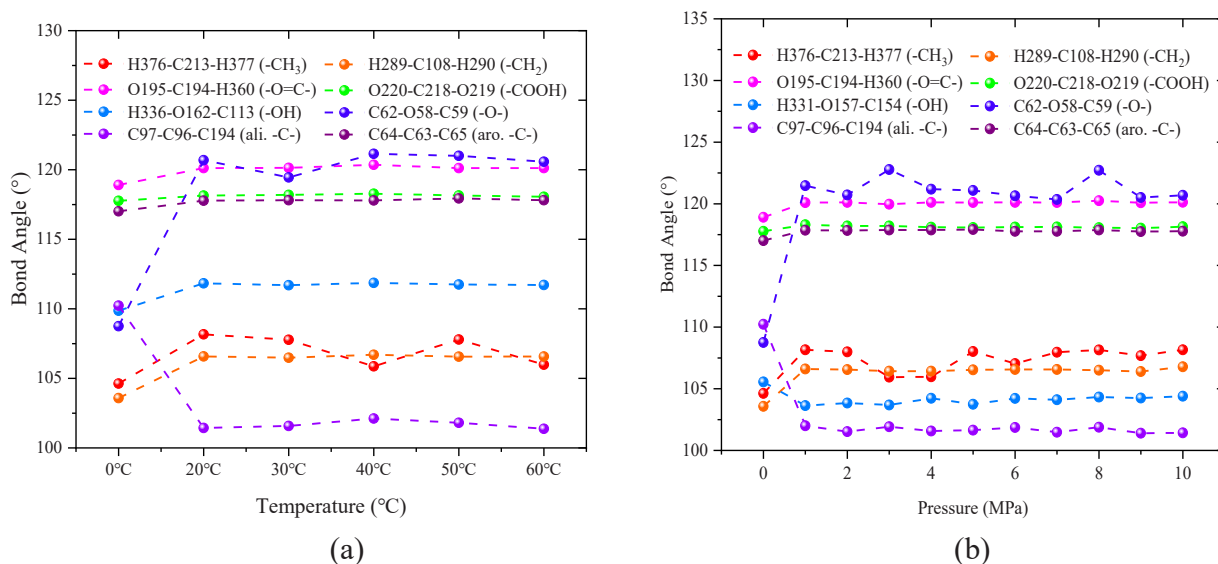 130
125
120
115
110
105
100
Bond Angle (°)
H376-C213-H377 (-CH₃)
H289-C108-H290 (-CH₂)
O195-C194-H360 (-O=C-)
O220-C218-O219 (-COOH)
H336-O162-C113 (-OH)
C62-O58-C59 (-O-)
C97-C96-C194 (ali. -C-)
C64-C63-C65 (aro. -C-)
0℃ 20℃ 30℃ 40℃ 50℃ 60℃
Temperature (℃)
(a)
135
130
125
120
115
110
105
100
Bond Angle (°)
H376-C213-H377 (-CH₃)
H289-C108-H290 (-CH₂)
O195-C194-H360 (-O=C-)
O220-C218-O219 (-COOH)
H331-O157-C154 (-OH)
C62-O58-C59 (-O-)
C97-C96-C194 (ali. -C-)
C64-C63-C65 (aro. -C-)
0 2 4 6 8 10
Pressure (MPa)
(b)